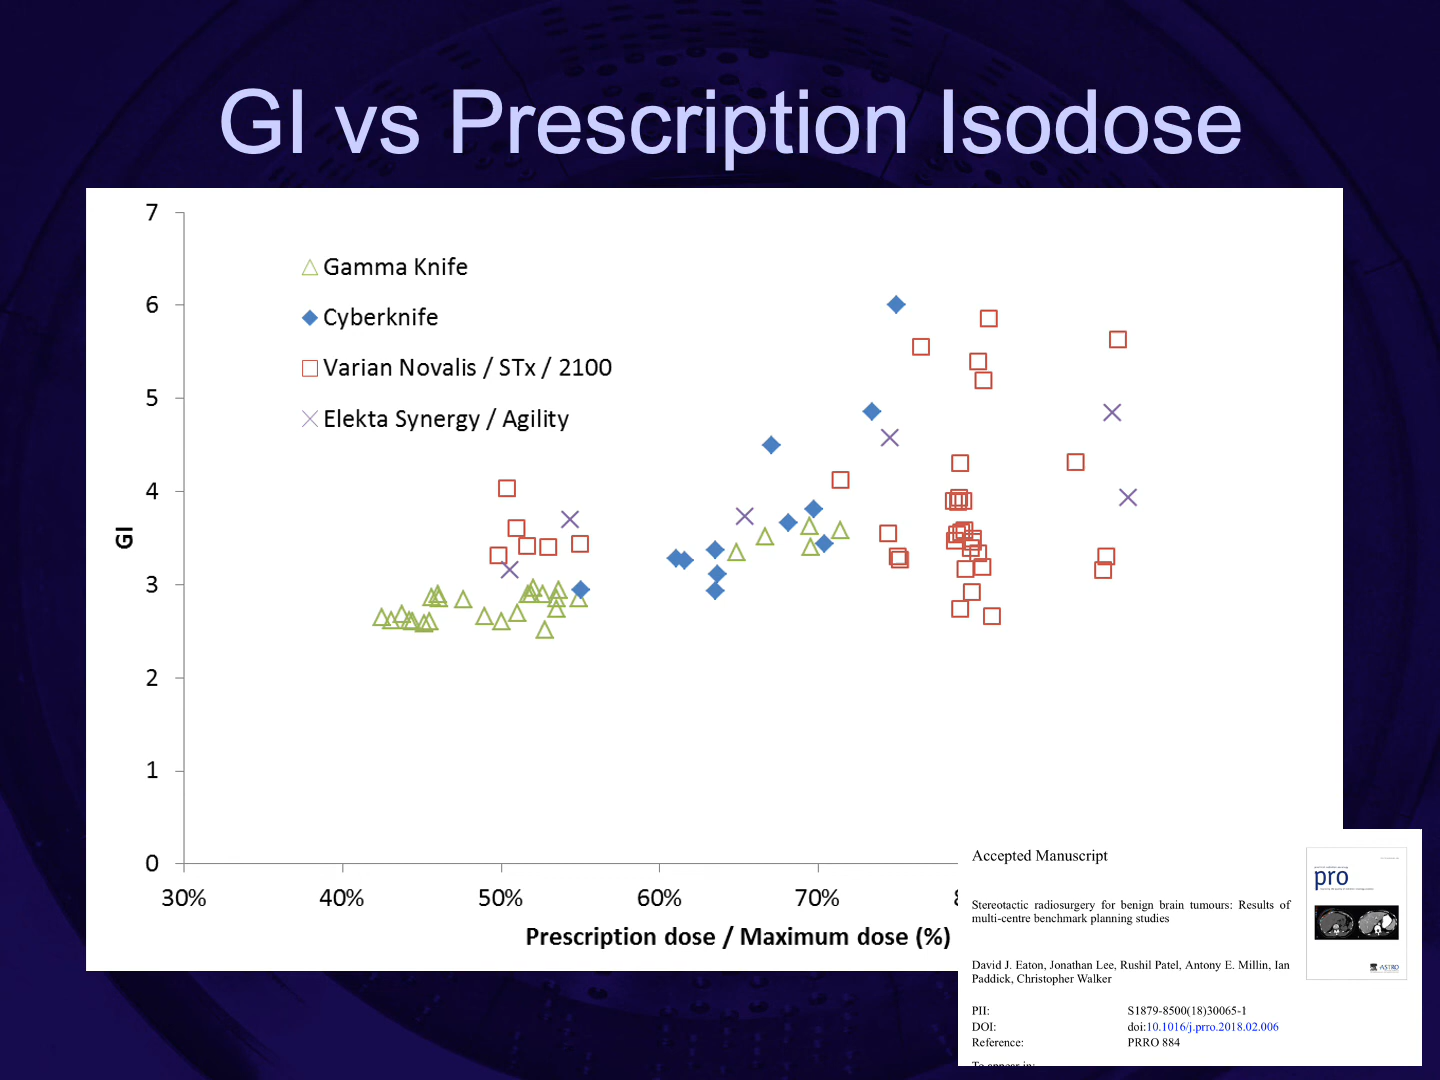 GI vs Prescription Isodose
7
6
5
4
3
2
1
0
GI
Gamma Knife
Cyberknife
Varian Novalis / STx / 2100
Elekta Synergy / Agility
30%
40%
50%
60%
70%
Prescription dose / Maximum dose (%)
Accepted Manuscript
pro
Stereotactic radiosurgery for benign brain tumours: Results of
multi-centre benchmark planning studies
David J. Eaton, Jonathan Lee, Rushil Patel, Antony E. Millin, Ian
Paddick, Christopher Walker
ASTRO
PII: S1879-8500(18)30065-1
DOI: doi:10.1016/j.prro.2018.02.006
Reference: PRRO 884
To appear in: